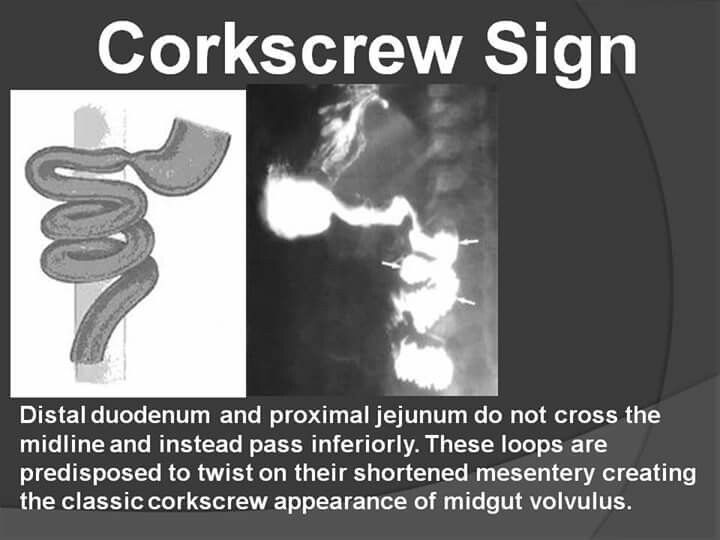 Corkscrew Sign
Distal duodenum and proximal jejunum do not cross the
midline and instead pass inferiorly. These loops are
predisposed to twist on their shortened mesentery creating
the classic corkscrew appearance of midgut volvulus.